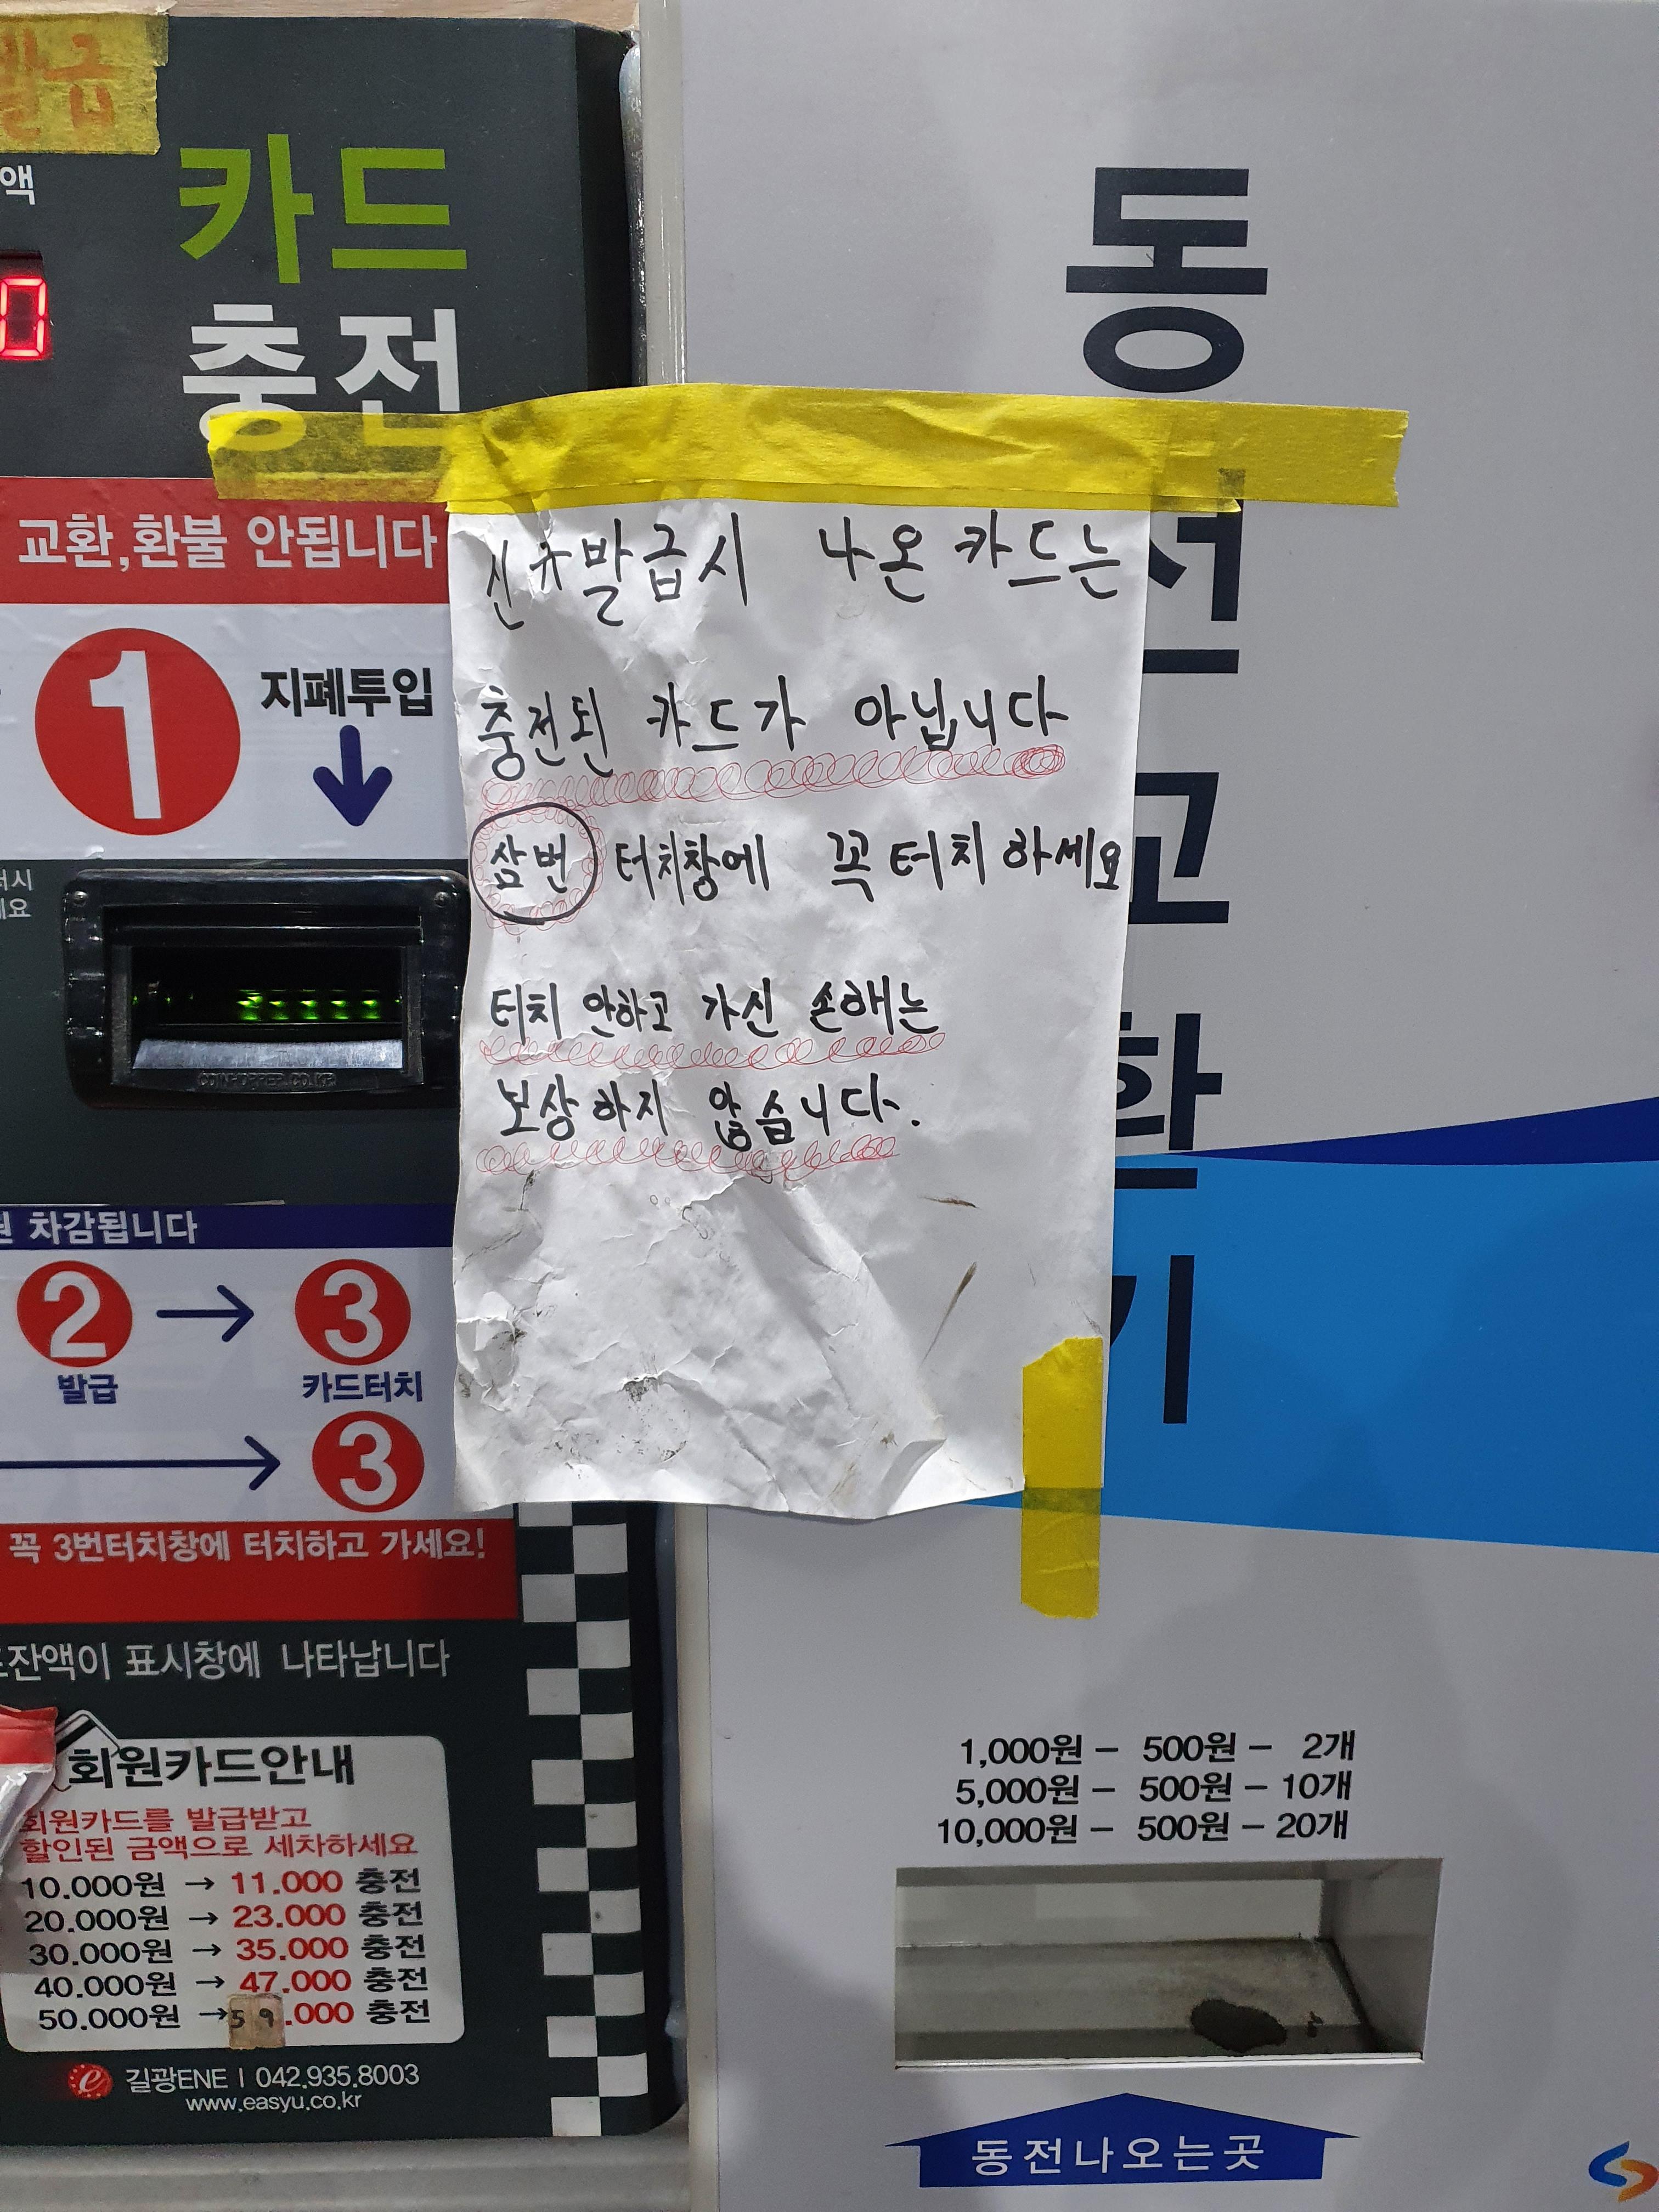 발급
액
카드
충전
0
교환,환불 안됩니다
1
지폐투입
COINHOPPER.CO.KR
차감됩니다
2 → 3
발급 카드터치
3
꼭 3번터치창에 터치하고 가세요!
잔액이 표시창에 나타납니다
회원카드안내
회원카드를 발급받고
할인된 금액으로 세차하세요
10.000원 → 11.000 충전
20.000원 → 23.000 충전
30.000원 → 35.000 충전
40.000원 → 47.000 충전
50.000원 → 59.000 충전
길광ENE | 042.935.8003
www.easyu.co.kr
신규발급시 나온 카드는
충전된 카드가 아닙니다
삼번 터치창에 꼭 터치하세요
터치 안하고 가신 손해는
보상하지 않습니다.
동전교환기
1,000원 - 500원 - 2개
5,000원 - 500원 - 10개
10,000원 - 500원 - 20개
동전나오는곳